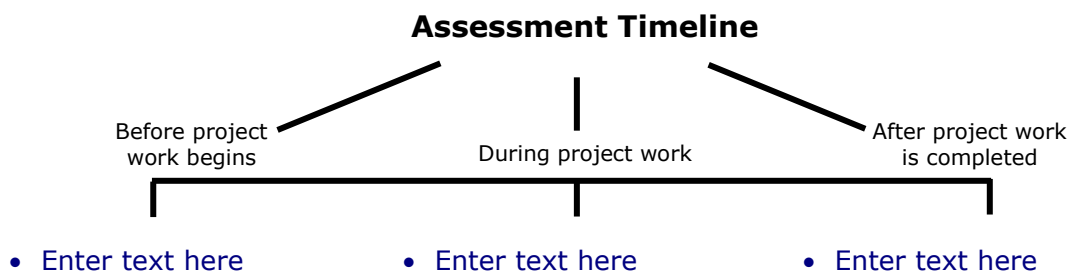 Assessment Timeline
Before project
work begins
During project work
After project work
is completed
• Enter text here
• Enter text here
• Enter text here